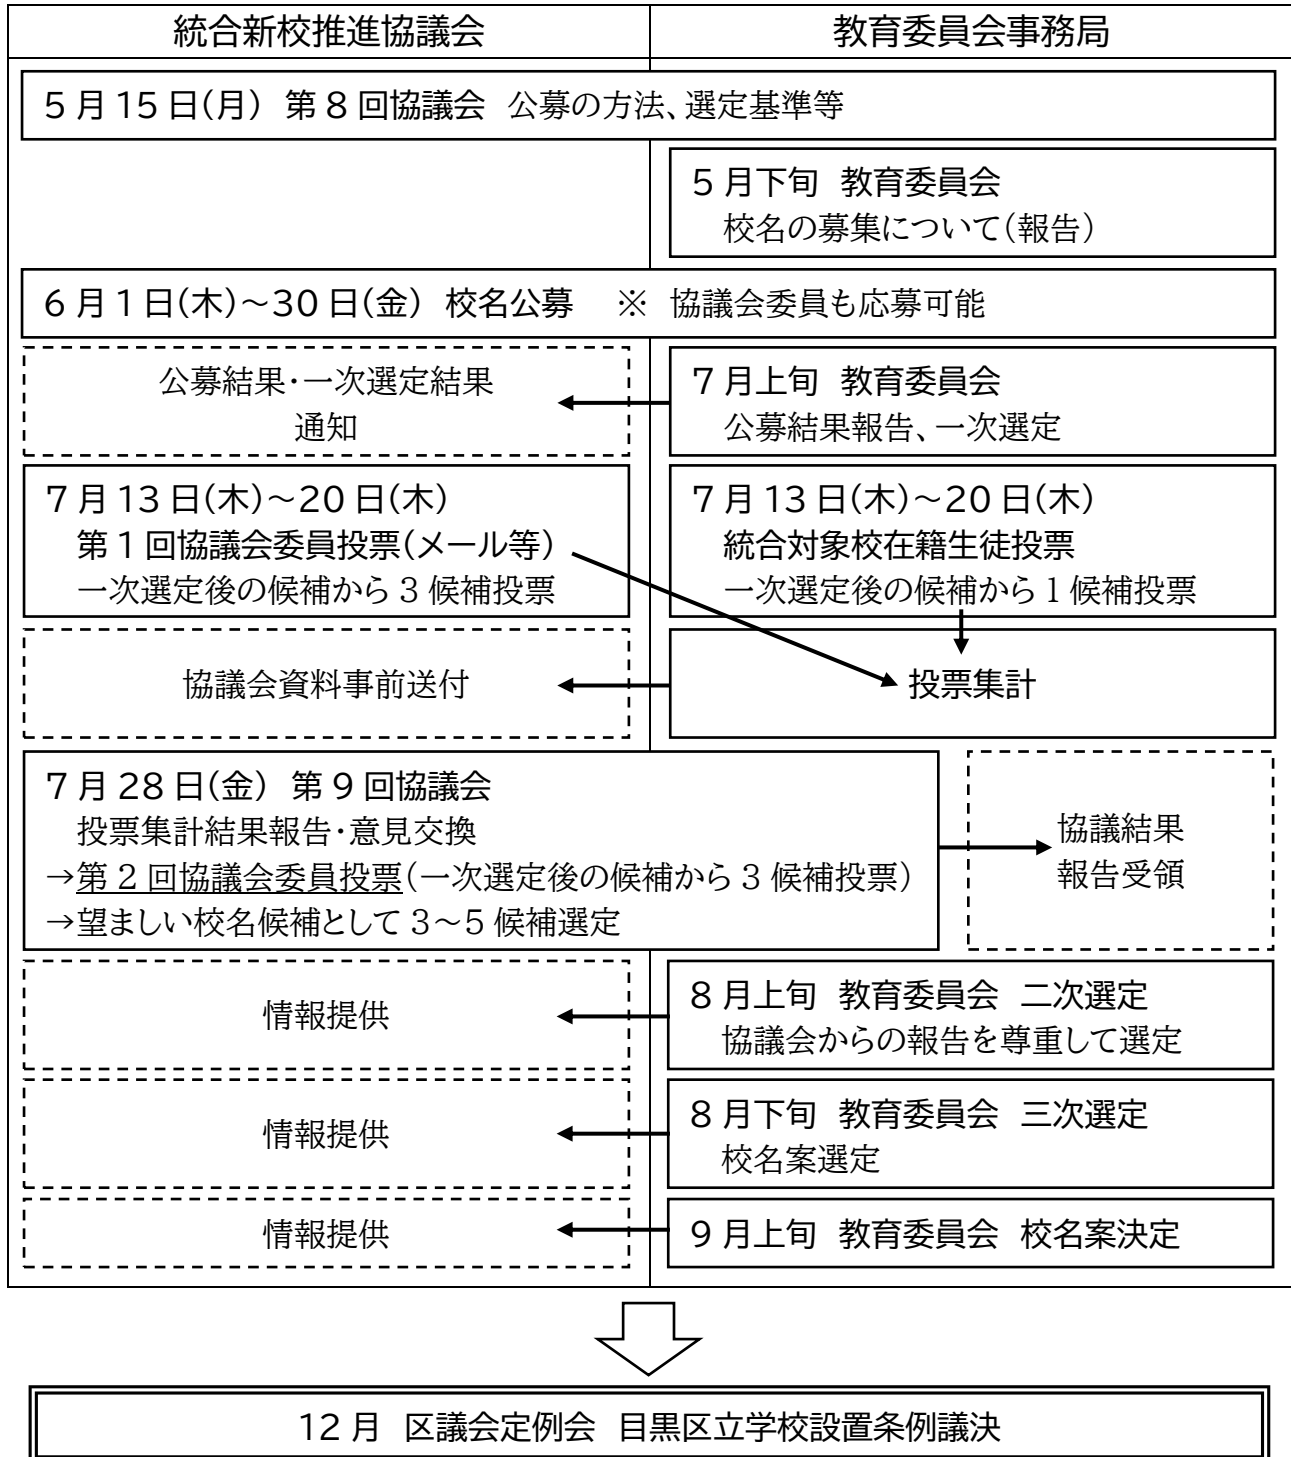 統合新校推進協議会
教育委員会事務局
5月15日(月) 第8回協議会 公募の方法、選定基準等
5月下旬 教育委員会
校名の募集について(報告)
6月1日(木)~30日(金) 校名公募 ※ 協議会委員も応募可能
公募結果・一次選定結果
通知
7月上旬 教育委員会
公募結果報告、一次選定
7月13日(木)~20日(木)
第1回協議会委員投票(メール等)
一次選定後の候補から3候補投票
7月13日(木)~20日(木)
統合対象校在籍生徒投票
一次選定後の候補から1候補投票
協議会資料事前送付
投票集計
7月28日(金) 第9回協議会
投票集計結果報告・意見交換
→第2回協議会委員投票(一次選定後の候補から3候補投票)
→望ましい校名候補として3~5候補選定
協議結果
報告受領
情報提供
8月上旬 教育委員会 二次選定
協議会からの報告を尊重して選定
情報提供
8月下旬 教育委員会 三次選定
校名案選定
情報提供
9月上旬 教育委員会 校名案決定
12月 区議会定例会 目黒区立学校設置条例議決